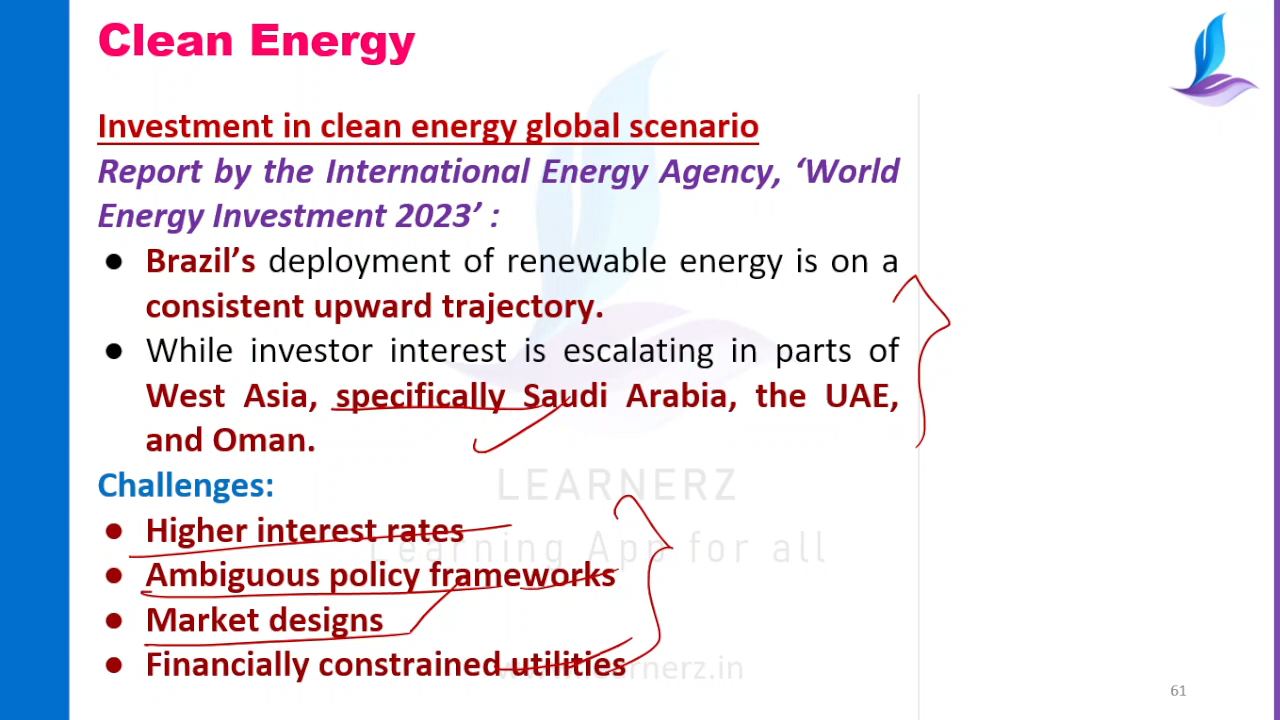 Clean Energy
Investment in clean energy global scenario
Report by the International Energy Agency, ‘World
Energy Investment 2023’ :
● Brazil’s deployment of renewable energy is on a
consistent upward trajectory.
● While investor interest is escalating in parts of
West Asia, specifically Saudi Arabia, the UAE,
and Oman.
LEARNERZ
Challenges:
● Higher interest rates
Learning App for all
● Ambiguous policy frameworks
● Market designs
● Financially constrained utilities
www.learnerz.in
61